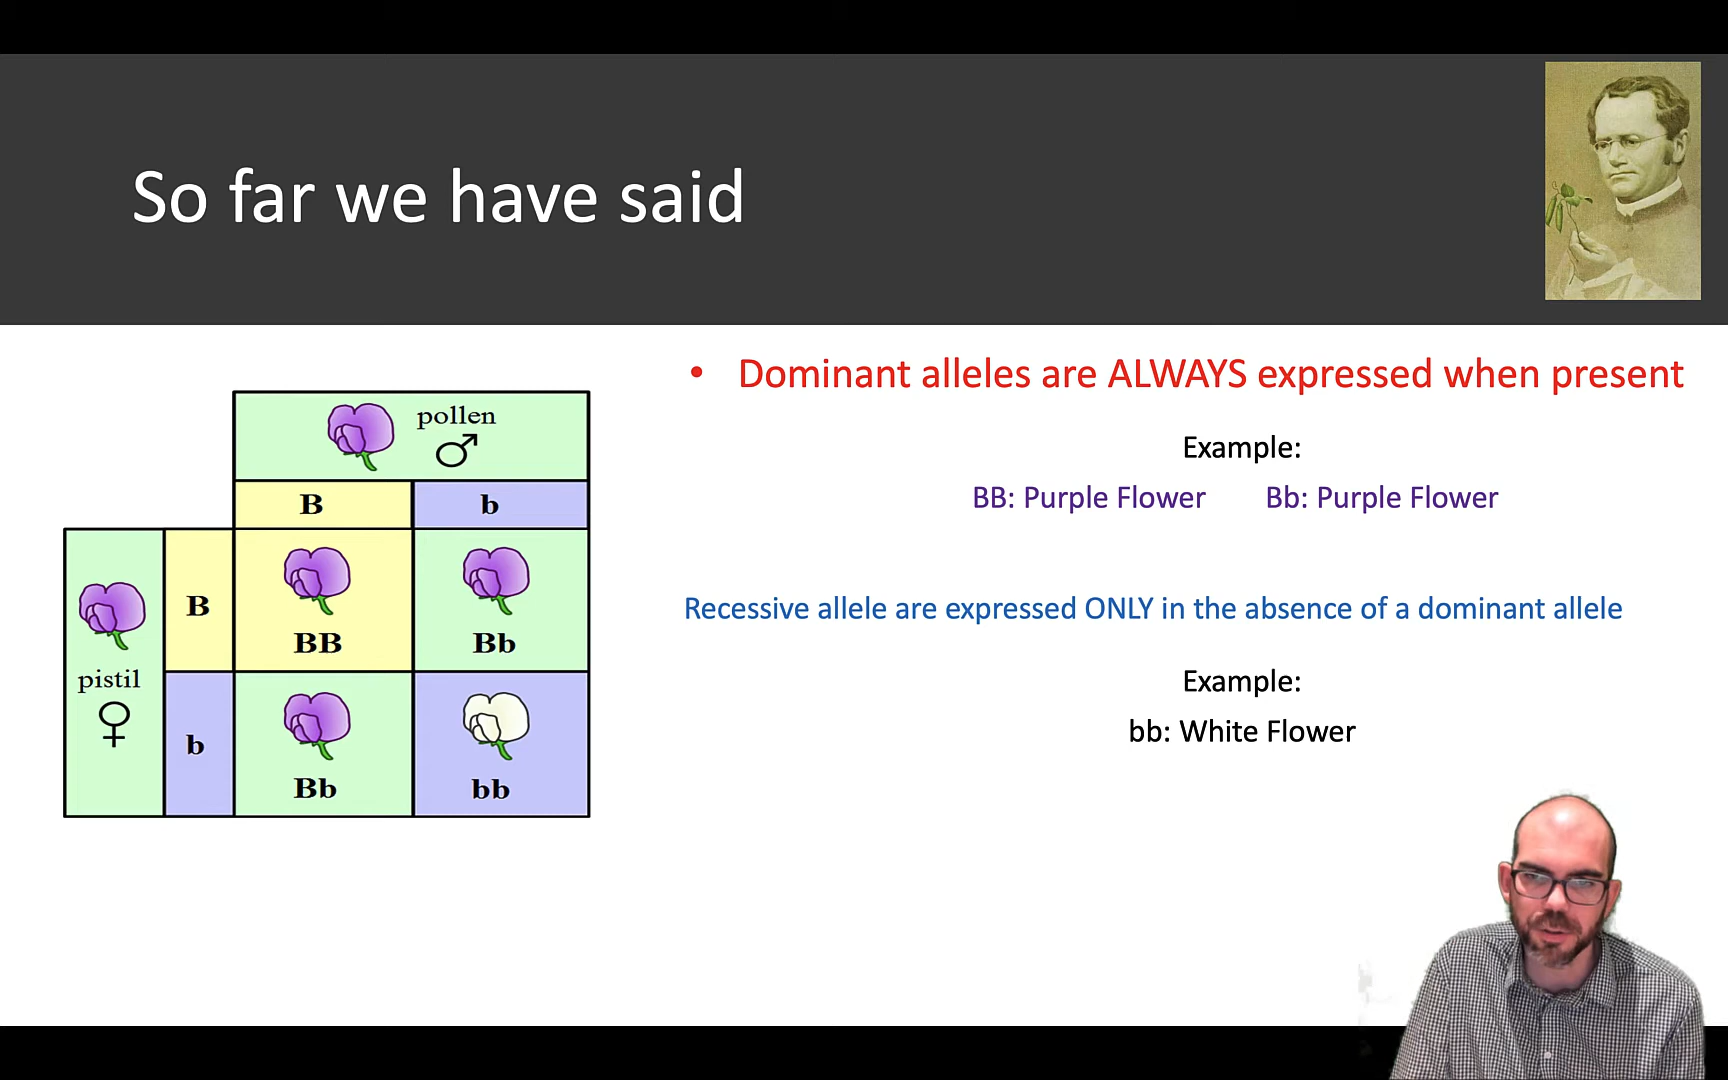 So far we have said
• Dominant alleles are ALWAYS expressed when present
Example:
BB: Purple Flower Bb: Purple Flower
Recessive allele are expressed ONLY in the absence of a dominant allele
Example:
bb: White Flower
pollen
♂
B b
pistil
♀
B
BB Bb
b
Bb bb